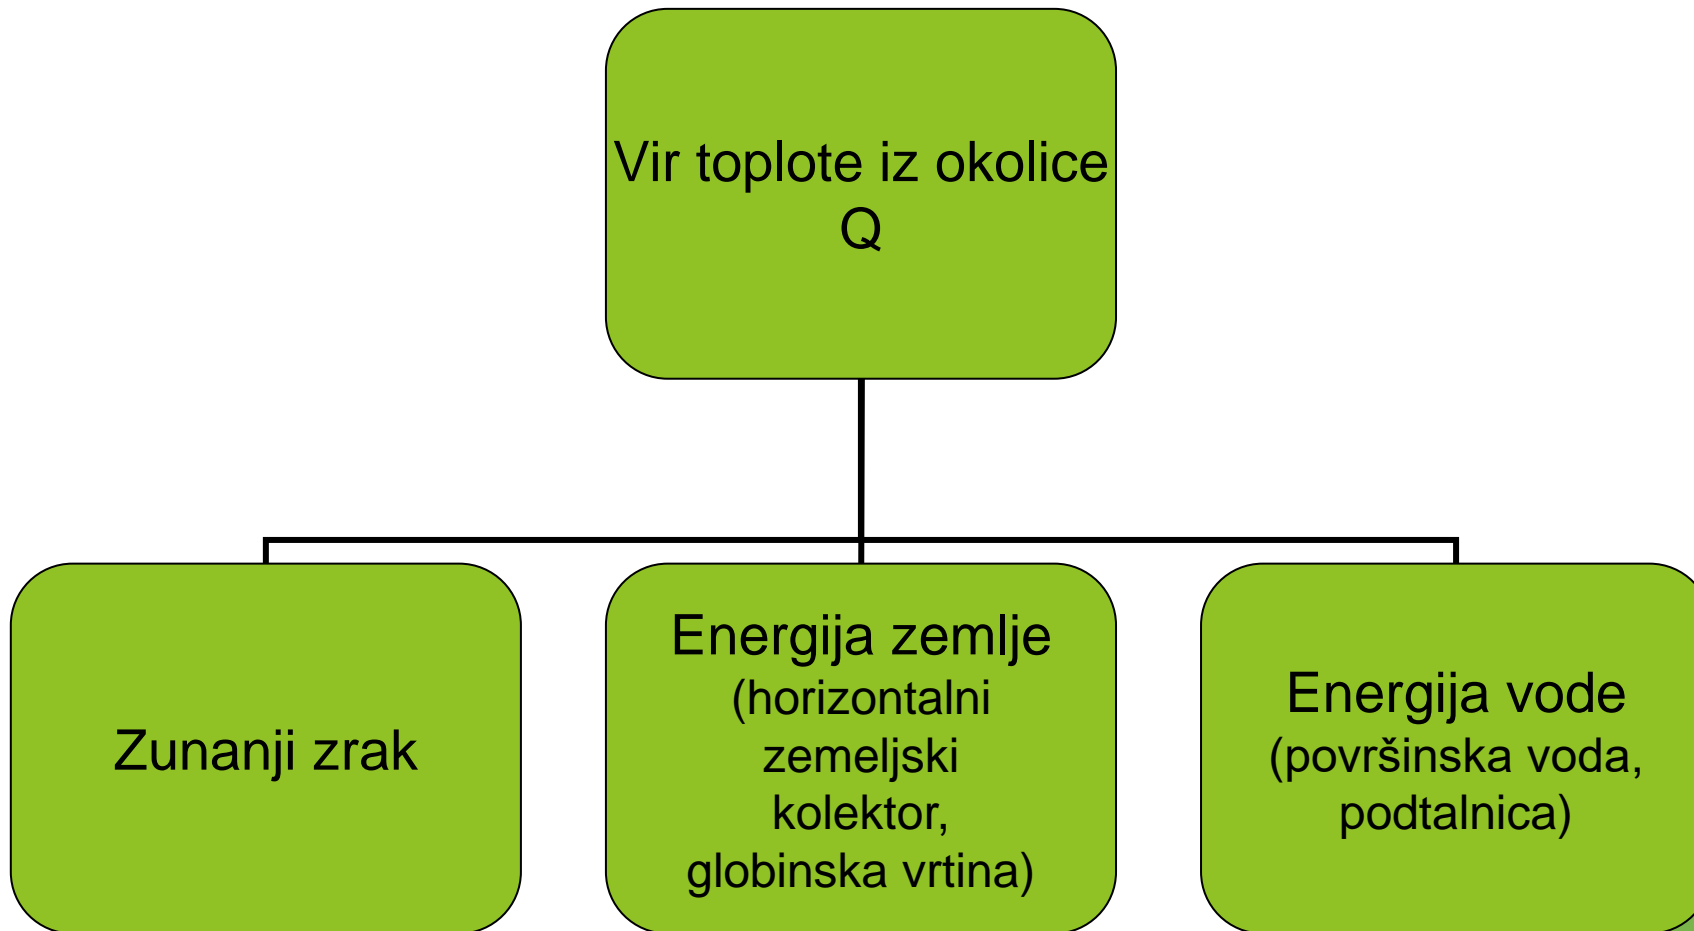 Vir toplote iz okolice
Q
Zunanji zrak
Energija zemlje
(horizontalni
zemeljski
kolektor,
globinska vrtina)
Energija vode
(površinska voda,
podtalnica)